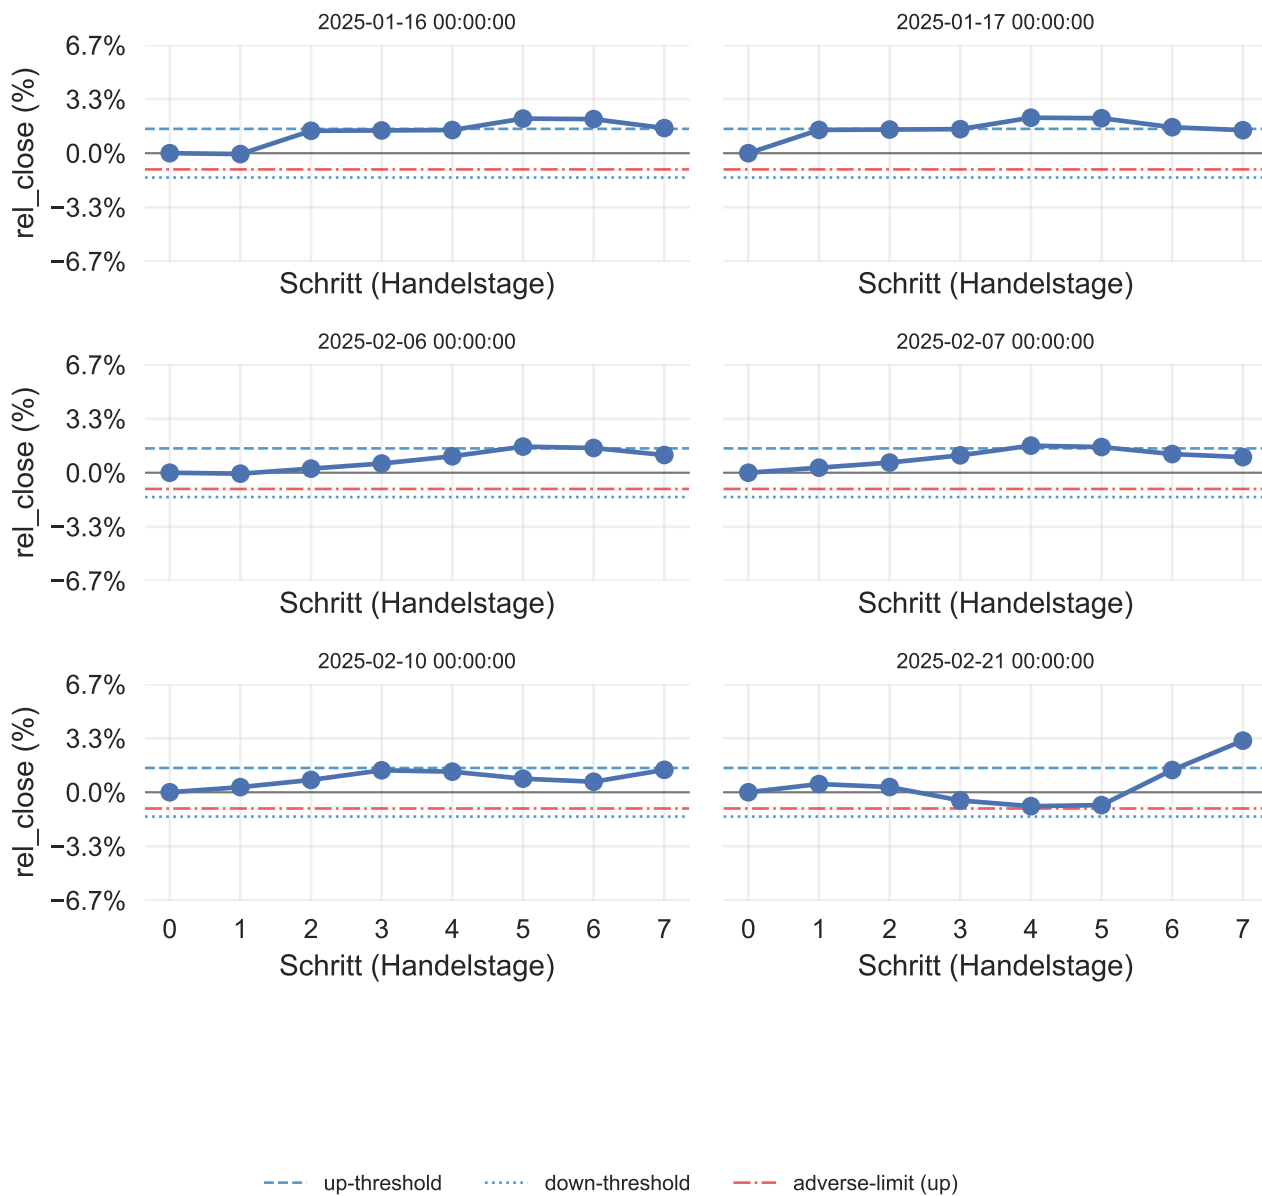 2025-01-16 00:00:00
2025-01-17 00:00:00
6.7%
3.3%
0.0%
−3.3%
−6.7%
rel_close (%)
Schritt (Handelstage)
Schritt (Handelstage)
2025-02-06 00:00:00
2025-02-07 00:00:00
6.7%
3.3%
0.0%
−3.3%
−6.7%
rel_close (%)
Schritt (Handelstage)
Schritt (Handelstage)
2025-02-10 00:00:00
2025-02-21 00:00:00
6.7%
3.3%
0.0%
−3.3%
−6.7%
rel_close (%)
0 1 2 3 4 5 6 7
0 1 2 3 4 5 6 7
Schritt (Handelstage)
Schritt (Handelstage)
up-threshold down-threshold adverse-limit (up)